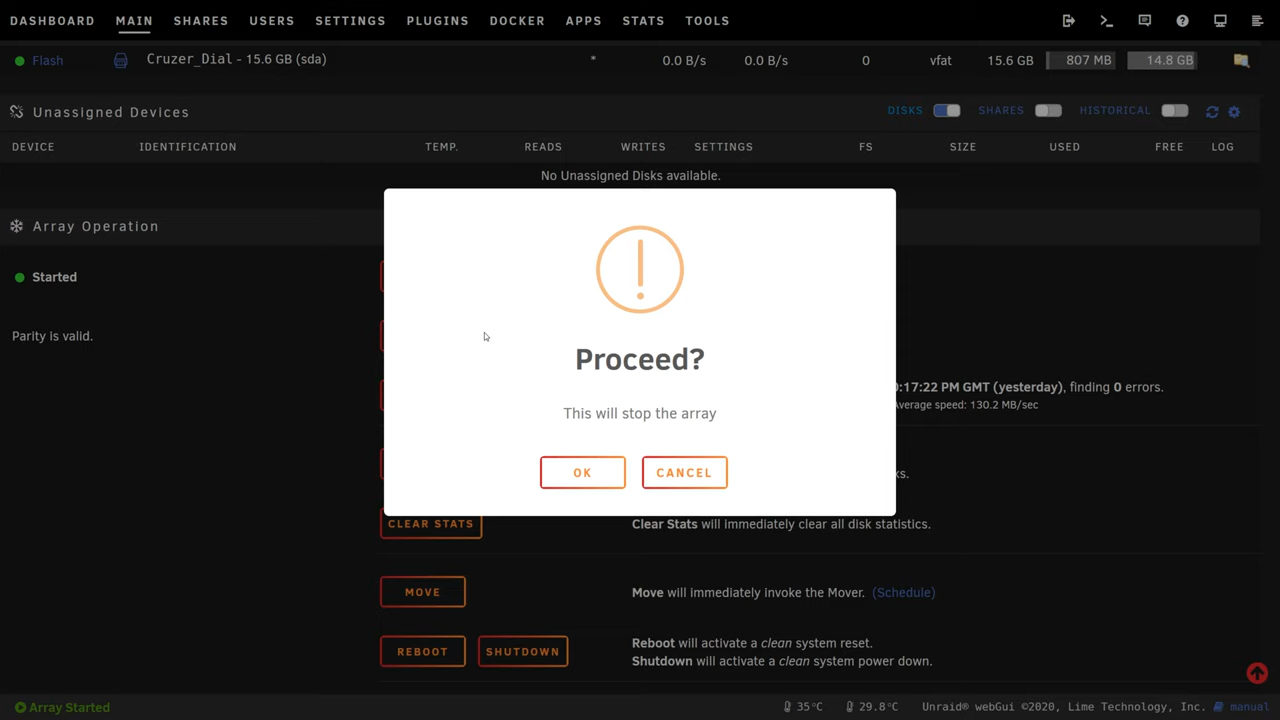 DASHBOARD MAIN SHARES USERS SETTINGS PLUGINS DOCKER APPS STATS TOOLS
Flash Cruzer_Dial - 15.6 GB (sda) * 0.0 B/s 0.0 B/s 0 vfat 15.6 GB 807 MB 14.8 GB
Unassigned Devices DISKS SHARES HISTORICAL
DEVICE IDENTIFICATION TEMP. READS WRITES SETTINGS FS SIZE USED FREE LOG
No Unassigned Disks available.
Array Operation
Started
Parity is valid.
Proceed?
This will stop the array
OK CANCEL
:17:22 PM GMT (yesterday), finding 0 errors.
Average speed: 130.2 MB/sec
ks.
CLEAR STATS Clear Stats will immediately clear all disk statistics.
MOVE Move will immediately invoke the Mover. (Schedule)
REBOOT SHUTDOWN Reboot will activate a clean system reset.
Shutdown will activate a clean system power down.
Array Started 35°C 29.8°C Unraid® webGui ©2020, Lime Technology, Inc. manual